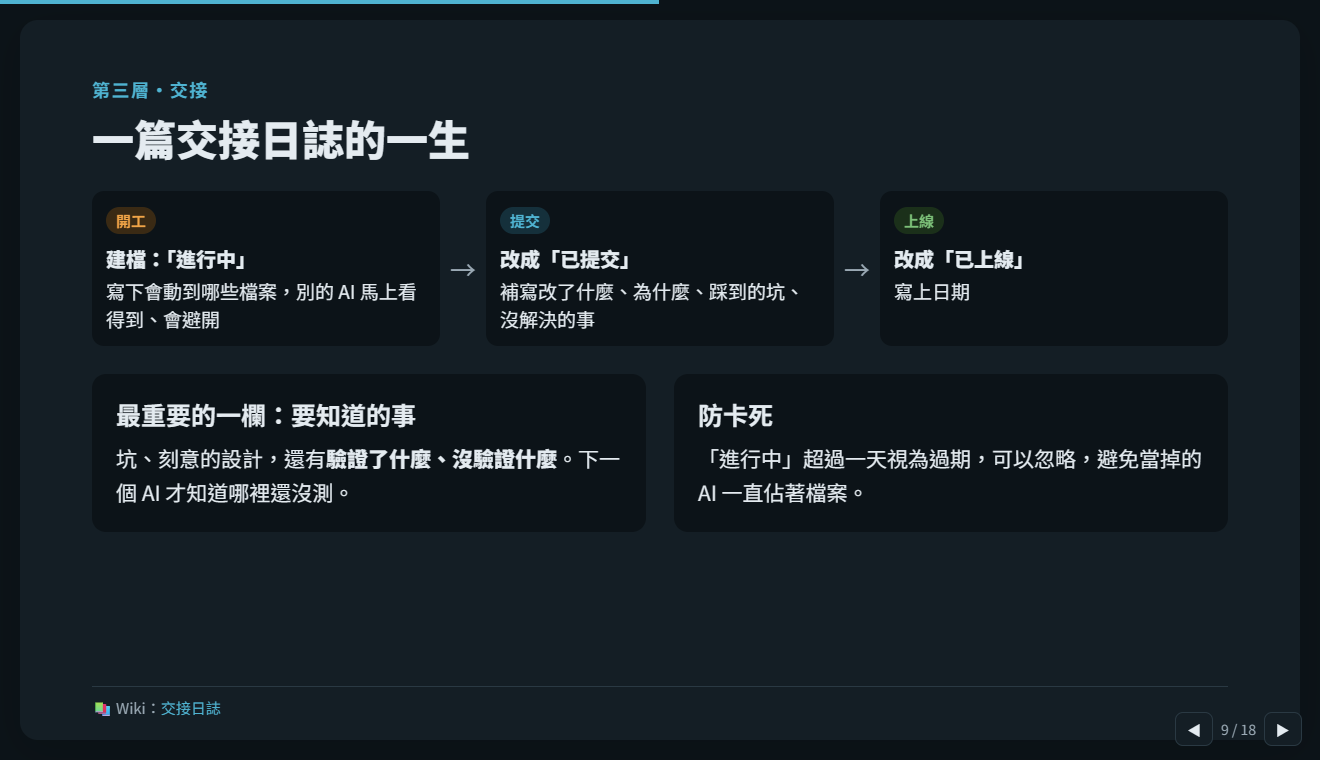 第三層・交接
一篇交接日誌的一生
開工
建檔：「進行中」
寫下會動到哪些檔案，別的 AI 馬上看
得到、會避開
→
提交
改成「已提交」
補寫改了什麼、為什麼、踩到的坑、
沒解決的事
→
上線
改成「已上線」
寫上日期
最重要的一欄：要知道的事
坑、刻意的設計，還有驗證了什麼、沒驗證什麼。下一
個 AI 才知道哪裡還沒測。
防卡死
「進行中」超過一天視為過期，可以忽略，避免當掉的
AI 一直佔著檔案。
Wiki：交接日誌
9 / 18